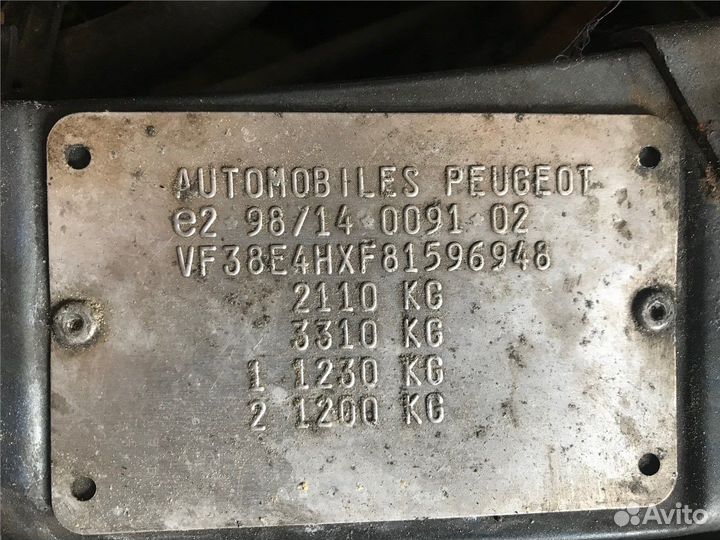 AUTOMOBILES PEUGEOT
e2 98/14 0091 02
VF38E4HXF81596948
2110 KG
3310 KG
1 1230 KG
2 1200 KG
Avito